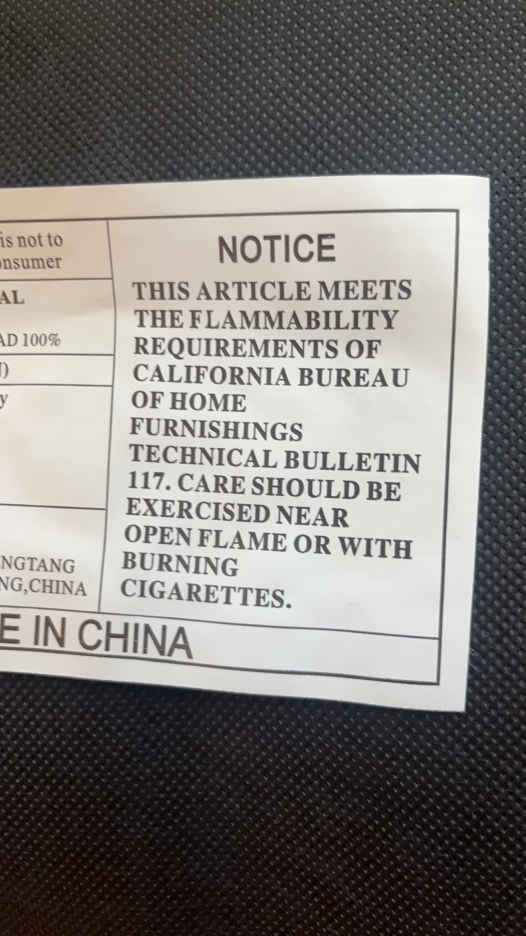 is not to
onsumer
AL
AD 100%
)
y
NGTANG
NG,CHINA
NOTICE
THIS ARTICLE MEETS
THE FLAMMABILITY
REQUIREMENTS OF
CALIFORNIA BUREAU
OF HOME
FURNISHINGS
TECHNICAL BULLETIN
117. CARE SHOULD BE
EXERCISED NEAR
OPEN FLAME OR WITH
BURNING
CIGARETTES.
E IN CHINA